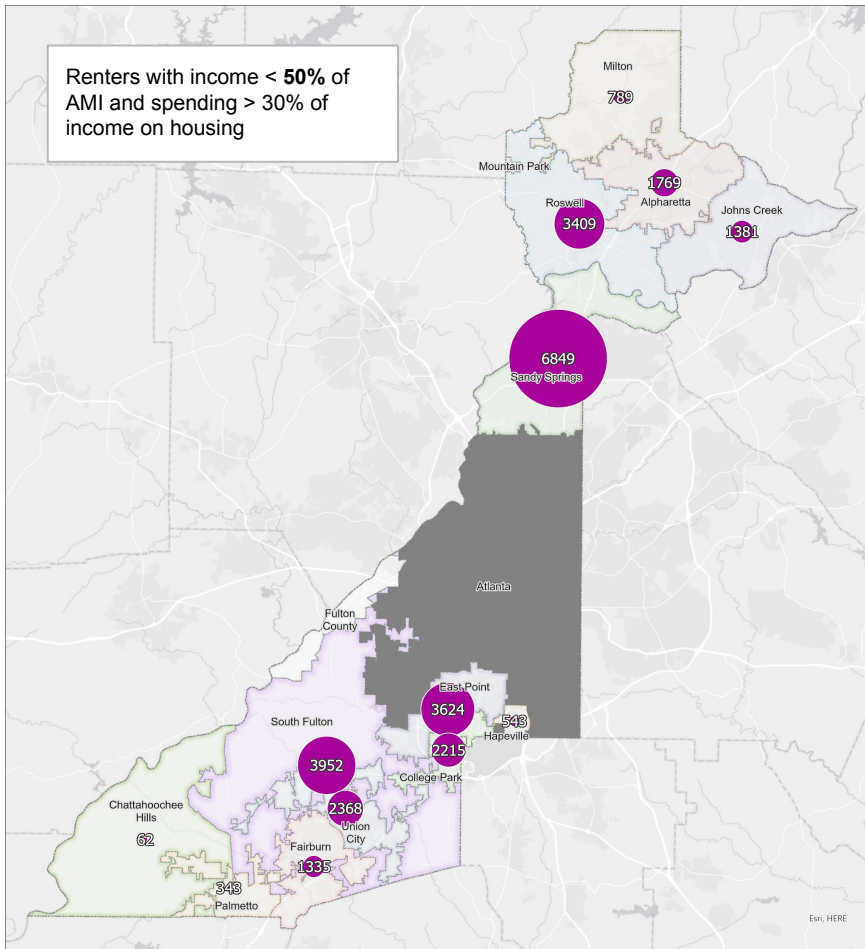 Renters with income < 50% of
AMI and spending > 30% of
income on housing
Milton
789
Mountain Park
1769
Alpharetta
Roswell
3409
Johns Creek
1381
6849
Sandy Springs
Atlanta
Fulton
County
East Point
3624
543
Hapeville
South Fulton
3952
2215
College Park
2368
Union
City
Chattahoochee
Hills
62
Fairburn
1335
343
Palmetto
Esri, HERE